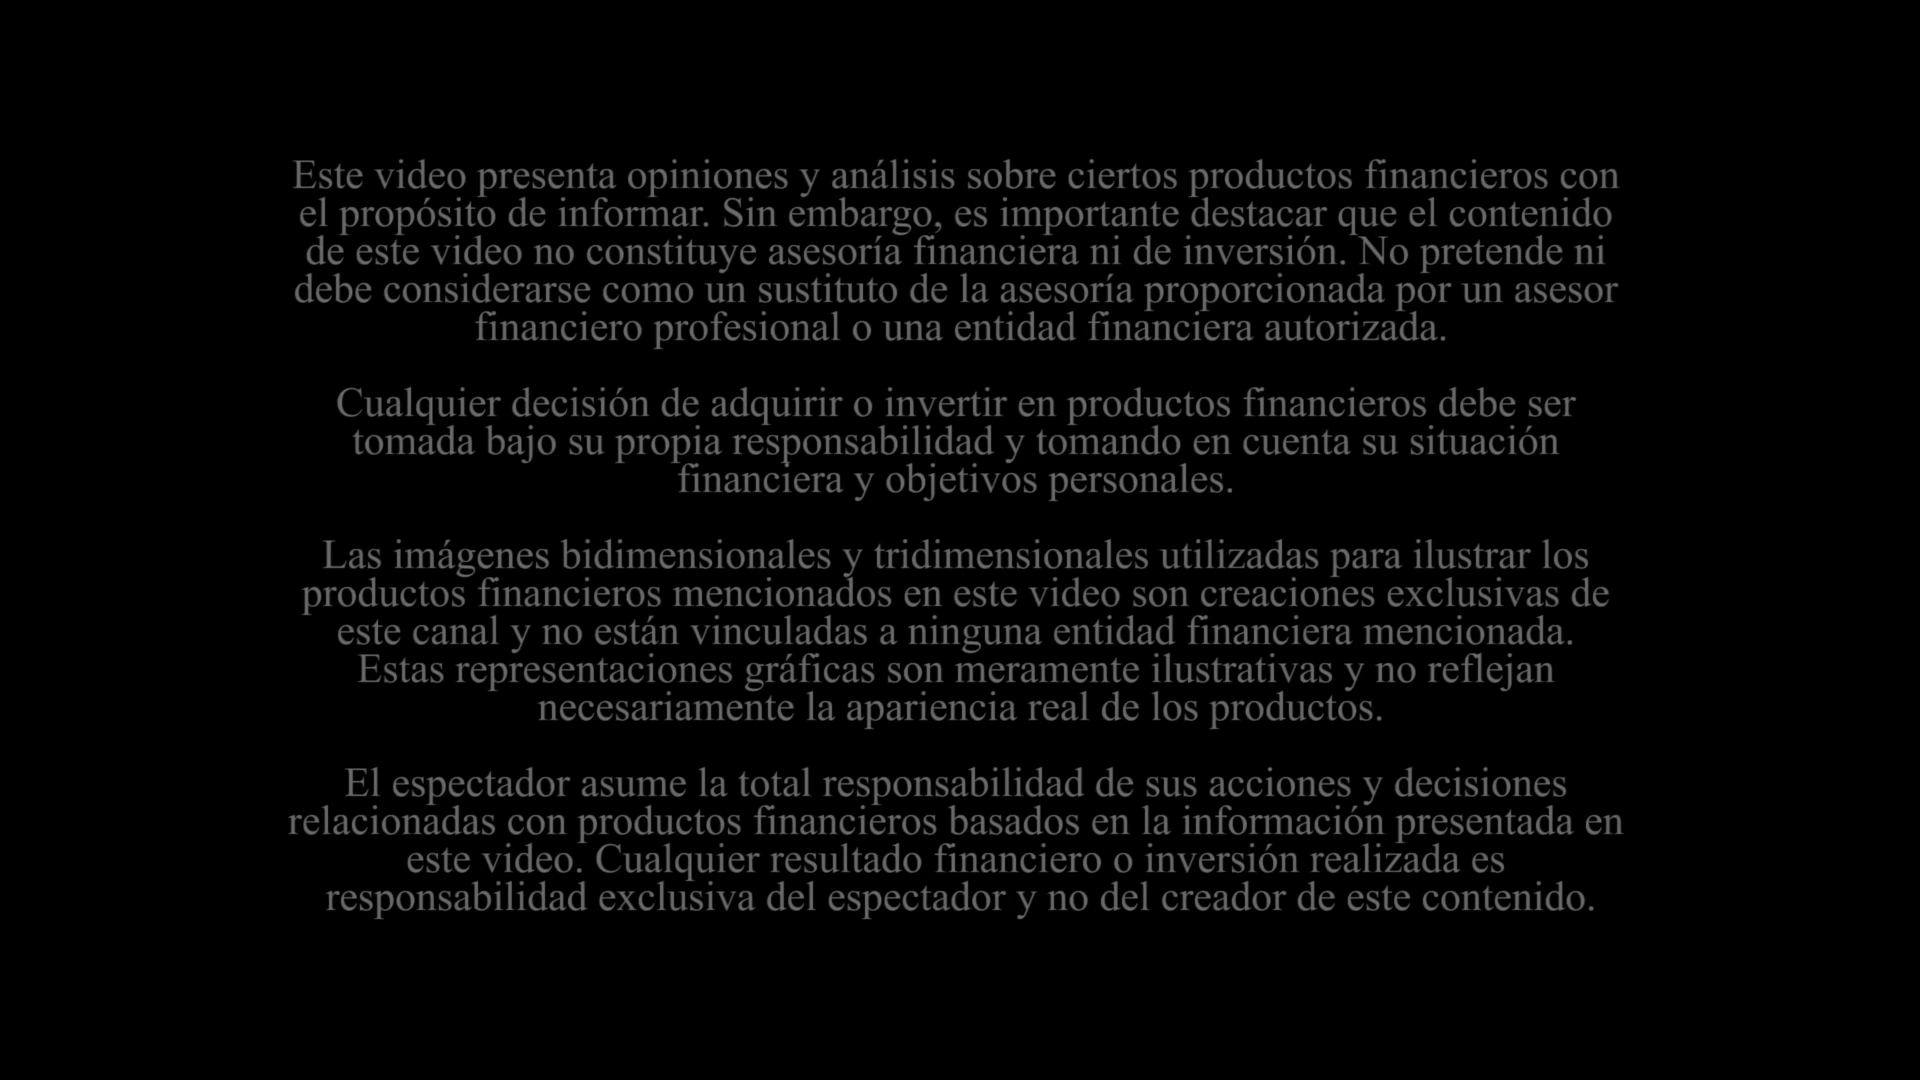 Este video presenta opiniones y análisis sobre ciertos productos financieros con
el propósito de informar. Sin embargo, es importante destacar que el contenido
de este video no constituye asesoría financiera ni de inversión. No pretende ni
debe considerarse como un sustituto de la asesoría proporcionada por un asesor
financiero profesional o una entidad financiera autorizada.
Cualquier decisión de adquirir o invertir en productos financieros debe ser
tomada bajo su propia responsabilidad y tomando en cuenta su situación
financiera y objetivos personales.
Las imágenes bidimensionales y tridimensionales utilizadas para ilustrar los
productos financieros mencionados en este video son creaciones exclusivas de
este canal y no están vinculadas a ninguna entidad financiera mencionada.
Estas representaciones gráficas son meramente ilustrativas y no reflejan
necesariamente la apariencia real de los productos.
El espectador asume la total responsabilidad de sus acciones y decisiones
relacionadas con productos financieros basados en la información presentada en
este video. Cualquier resultado financiero o inversión realizada es
responsabilidad exclusiva del espectador y no del creador de este contenido.